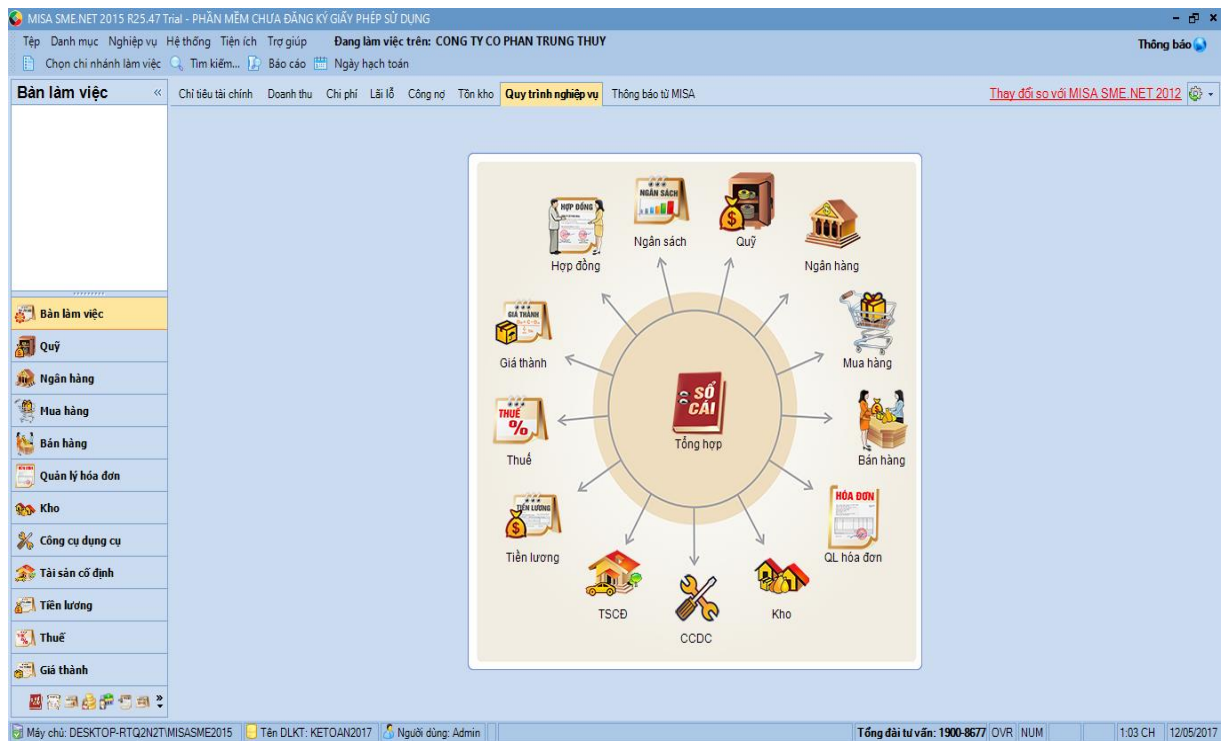 MISA SME.NET 2015 R25.47 Trial - PHẦN MỀM CHƯA ĐĂNG KÝ GIẤY PHÉP SỬ DỤNG
Tệp Danh mục Nghiệp vụ Hệ thống Tiện ích Trợ giúp Đang làm việc trên: CONG TY CO PHAN TRUNG THUY
Thông báo
Chọn chi nhánh làm việc Tìm kiếm... Báo cáo Ngày hạch toán
Bàn làm việc «
Chỉ tiêu tài chính Doanh thu Chi phí Lãi lỗ Công nợ Tồn kho Quy trình nghiệp vụ Thông báo từ MISA
Thay đổi so với MISA SME.NET 2012
Bàn làm việc
Quỹ
Ngân hàng
Mua hàng
Bán hàng
Quản lý hóa đơn
Kho
Công cụ dụng cụ
Tài sản cố định
Tiền lương
Thuế
Giá thành
HỢP ĐỒNG
Hợp đồng
NGÂN SÁCH
Ngân sách
Quỹ
Ngân hàng
GIÁ THÀNH
Giá thành
Mua hàng
THUẾ
%
Thuế
SỔ
CÁI
Tổng hợp
Bán hàng
TIỀN LƯƠNG
Tiền lương
HÓA ĐƠN
QL hóa đơn
TSCĐ
CCDC
Kho
Máy chủ: DESKTOP-RTQ2N2T\MISASME2015 Tên DLKT: KETOAN2017 Người dùng: Admin
Tổng đài tư vấn: 1900-8677 OVR NUM 1:03 CH 12/05/2017